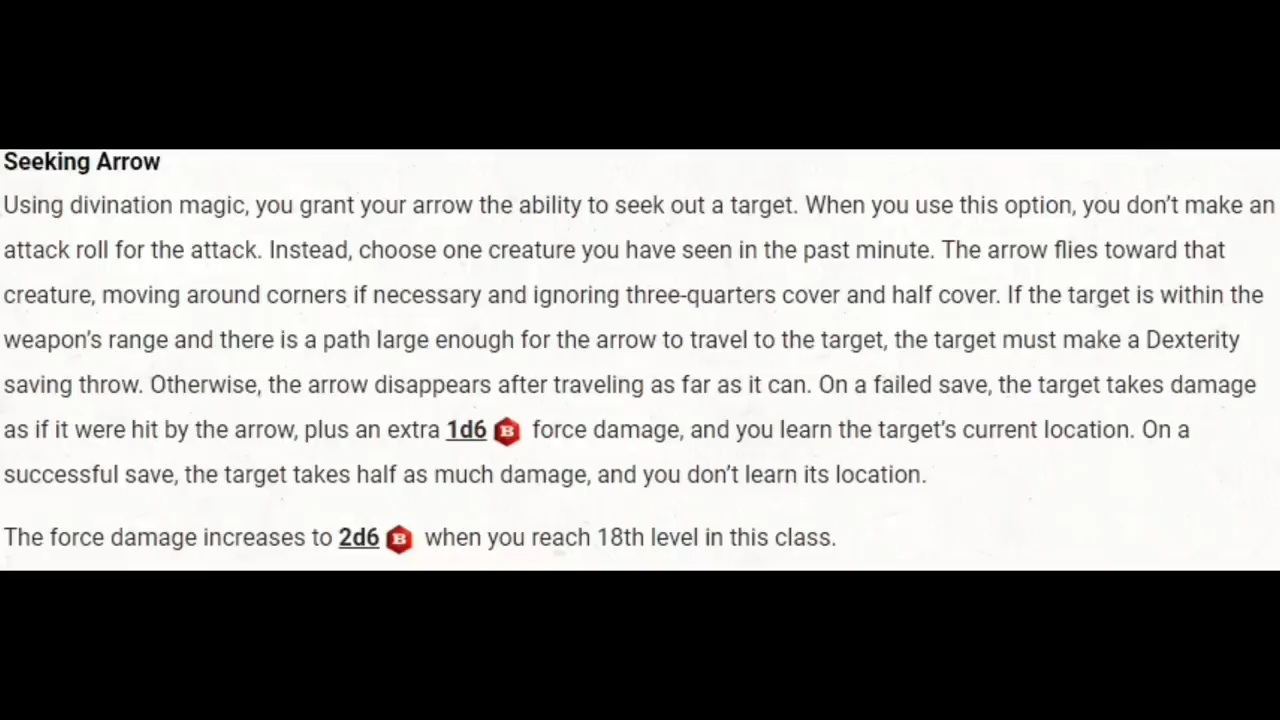 Seeking Arrow
Using divination magic, you grant your arrow the ability to seek out a target. When you use this option, you don't make an
attack roll for the attack. Instead, choose one creature you have seen in the past minute. The arrow flies toward that
creature, moving around corners if necessary and ignoring three-quarters cover and half cover. If the target is within the
weapon's range and there is a path large enough for the arrow to travel to the target, the target must make a Dexterity
saving throw. Otherwise, the arrow disappears after traveling as far as it can. On a failed save, the target takes damage
as if it were hit by the arrow, plus an extra 1d6 B force damage, and you learn the target's current location. On a
successful save, the target takes half as much damage, and you don't learn its location.
The force damage increases to 2d6 B when you reach 18th level in this class.